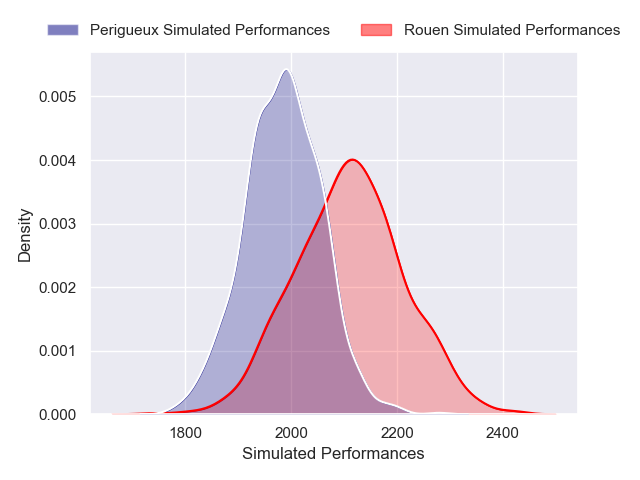 Perigueux Simulated Performances
Rouen Simulated Performances
0.005
0.004
0.003
0.002
0.001
0.000
Density
1800
2000
2200
2400
Simulated Performances